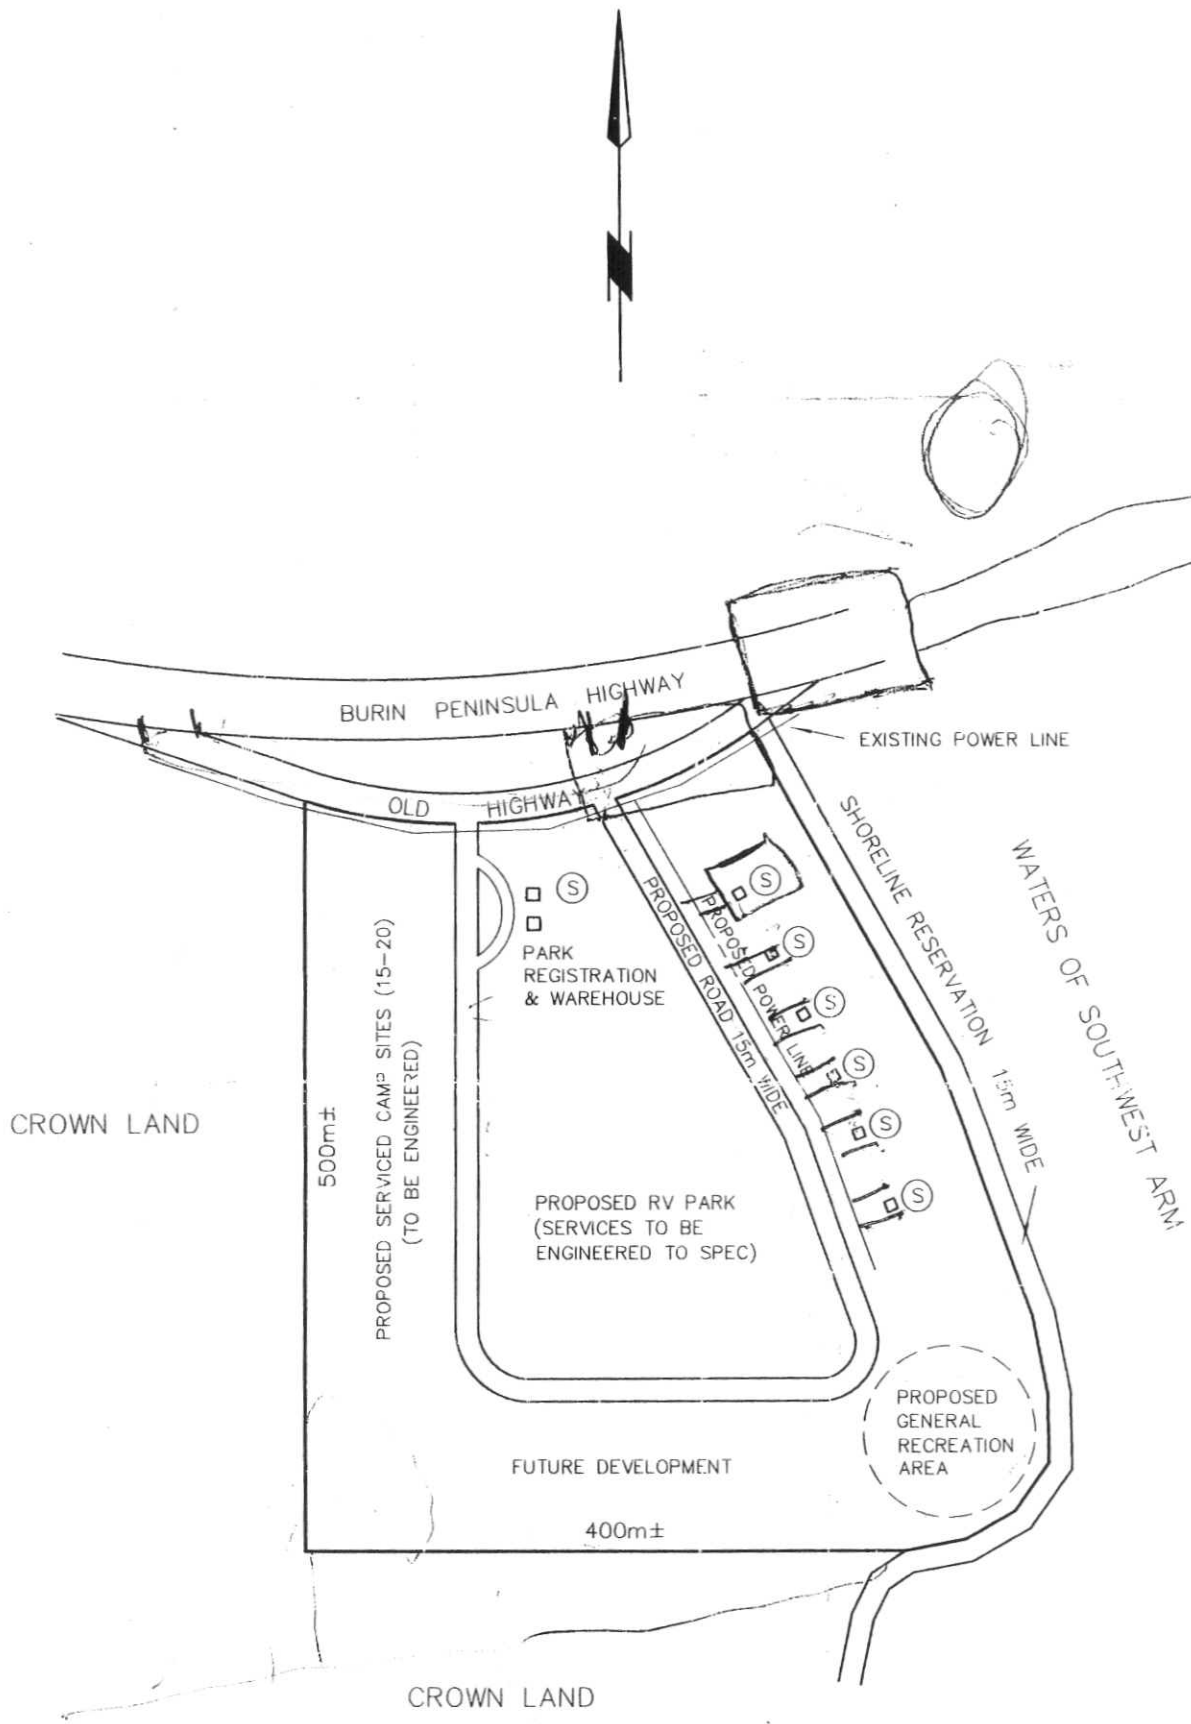 N
BURIN PENINSULA HIGHWAY
EXISTING POWER LINE
OLD HIGHWAY
SHORELINE RESERVATION 15m WIDE
WATERS OF SOUTHWEST ARM
PROPOSED ROAD 15m WIDE
PROPOSED POWER LINE
S
S
S
S
S
S
S
PARK
REGISTRATION
& WAREHOUSE
PROPOSED SERVICED CAMP SITES (15-20)
(TO BE ENGINEERED)
500m±
CROWN LAND
PROPOSED RV PARK
(SERVICES TO BE
ENGINEERED TO SPEC)
PROPOSED
GENERAL
RECREATION
AREA
FUTURE DEVELOPMENT
400m±
CROWN LAND